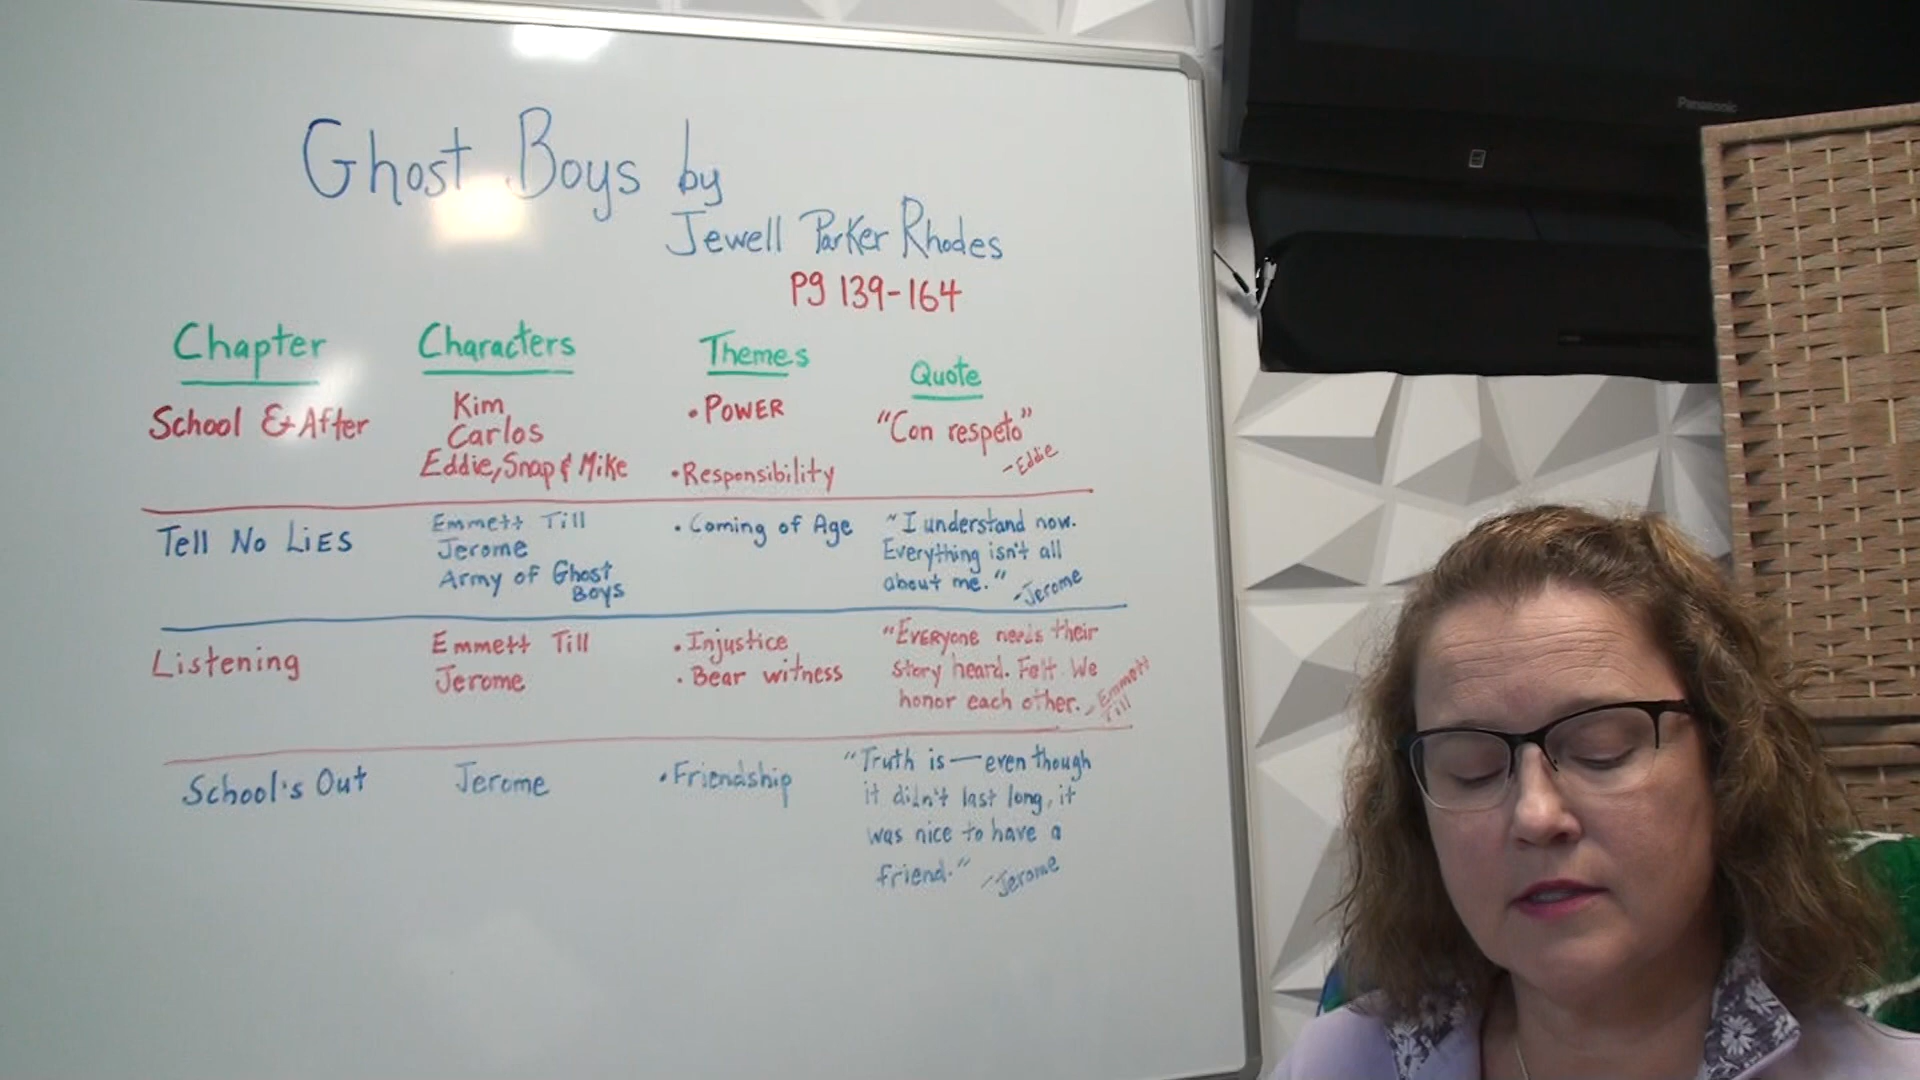 Ghost Boys by
Jewell Parker Rhodes
Pg 139-164
Chapter
Characters
Themes
Quote
School & After
Kim
Carlos
Eddie, Snap & Mike
• POWER
• Responsibility
"Con respeto"
-Eddie
Tell No LiES
Emmett Till
Jerome
Army of Ghost
Boys
• Coming of Age
"I understand now.
Everything isn't all
about me."
-Jerome
Listening
Emmett Till
Jerome
• Injustice
• Bear witness
"Everyone needs their
story heard. Felt. We
honor each other.
-Emmett
Till
School's Out
Jerome
• Friendship
"Truth is—even though
it didn't last long, it
was nice to have a
friend."
-Jerome
Panasonic